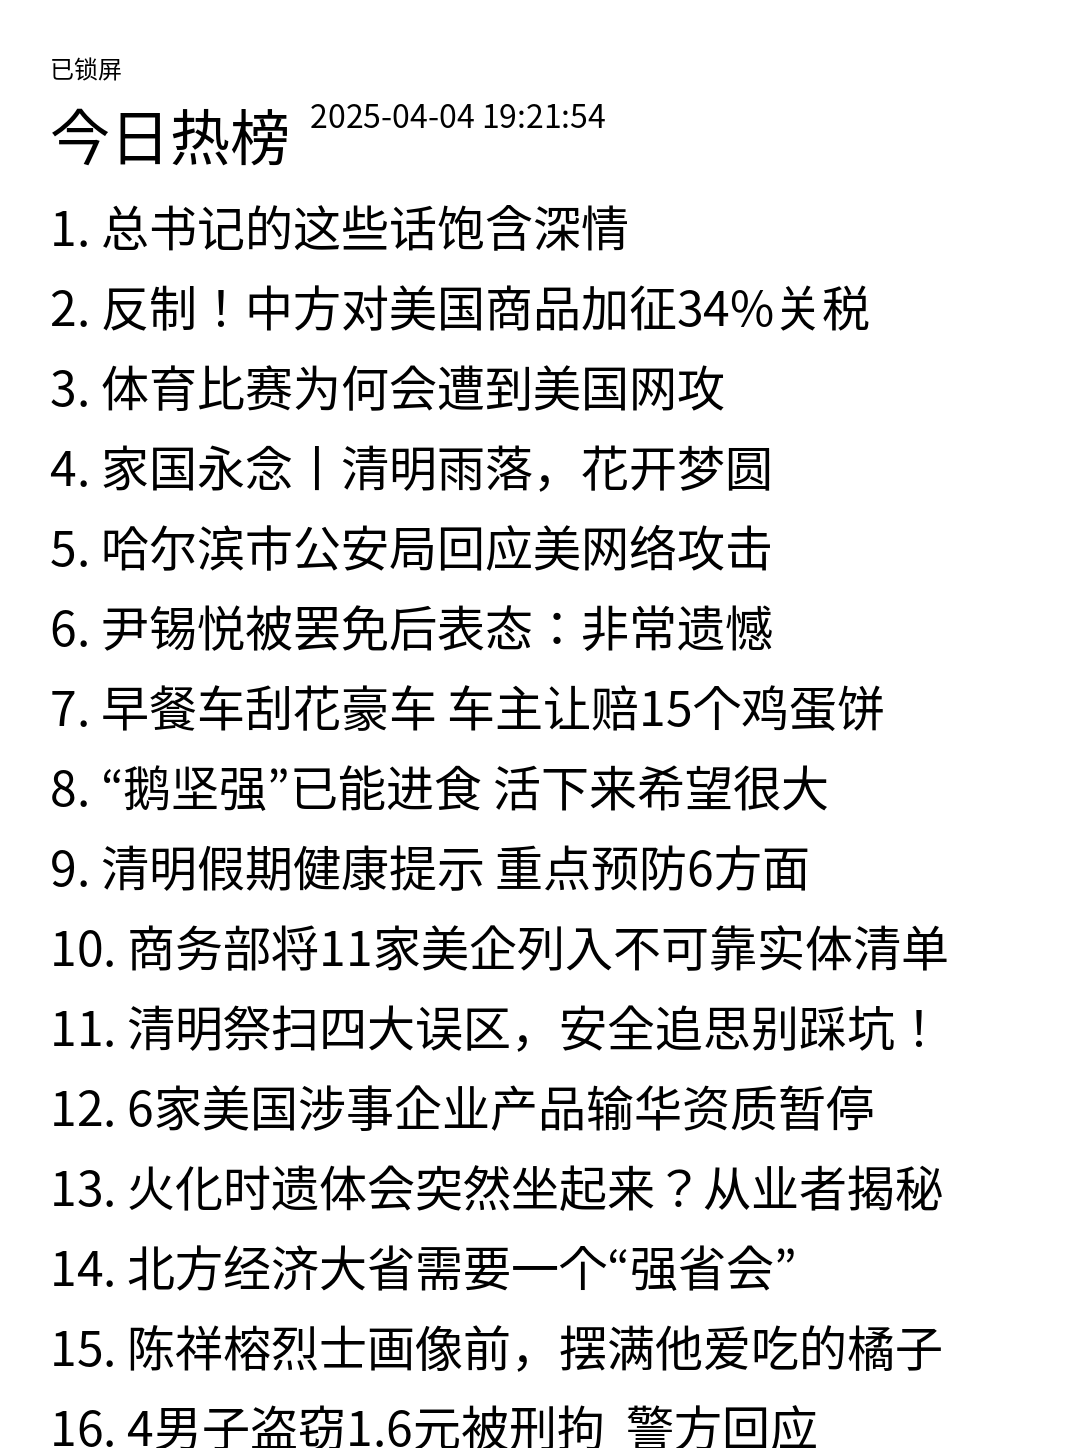 已锁屏
今日热榜 2025-04-04 19:21:54
1. 总书记的这些话饱含深情
2. 反制！中方对美国商品加征34%关税
3. 体育比赛为何会遭到美国网攻
4. 家国永念丨清明雨落，花开梦圆
5. 哈尔滨市公安局回应美网络攻击
6. 尹锡悦被罢免后表态：非常遗憾
7. 早餐车刮花豪车 车主让赔15个鸡蛋饼
8. “鹅坚强”已能进食 活下来希望很大
9. 清明假期健康提示 重点预防6方面
10. 商务部将11家美企列入不可靠实体清单
11. 清明祭扫四大误区，安全追思别踩坑！
12. 6家美国涉事企业产品输华资质暂停
13. 火化时遗体会突然坐起来？从业者揭秘
14. 北方经济大省需要一个“强省会”
15. 陈祥榕烈士画像前，摆满他爱吃的橘子
16. 4男子盗窃1.6元被刑拘  警方回应